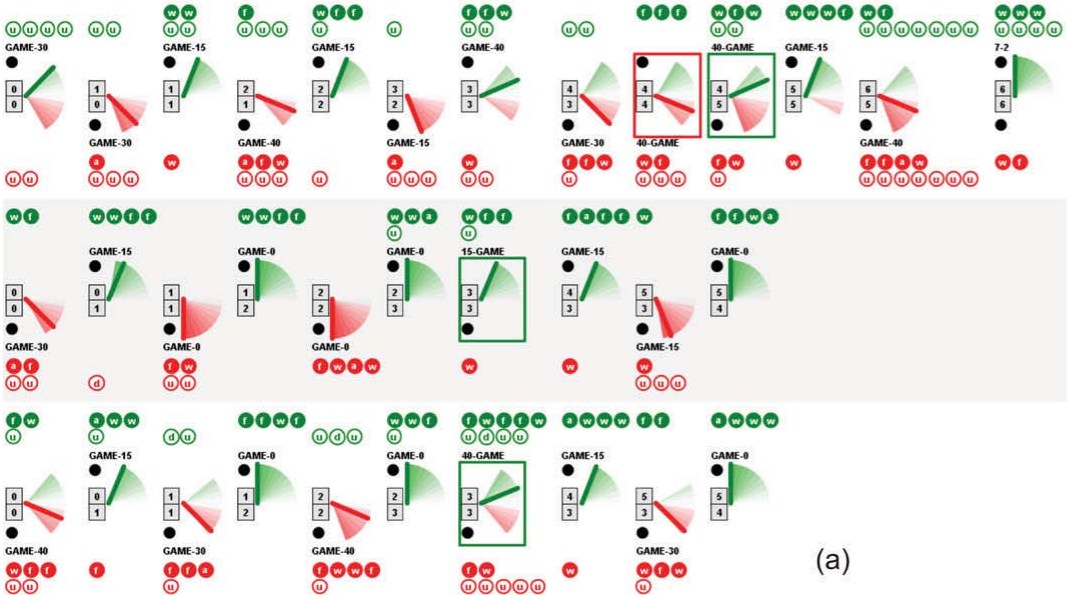 w w f w f f f f w f f f w f w w w w f w f w w w
u u u u u u u u u u u u u u u u u u u u u u u u u u u u u u
GAME-30 GAME-15 GAME-15 GAME-40 40-GAME GAME-15 7-2
0 1 1 2 2 3 3 4 4 4 5 6 6
0 0 1 1 2 2 3 3 4 5 5 5 6
GAME-30 GAME-40 GAME-15 GAME-30 40-GAME GAME-40
a w a f w a w f f w w f f w w f f a w w f
u u u u u u u u u u u u u u u u u u u u u u u u u u
w f w w f f w w f f w w a w f f f a f f w f f w a
u u
GAME-15 GAME-0 GAME-0 15-GAME GAME-15 GAME-0
0 0 1 1 2 2 3 4 5 5
0 1 1 2 2 3 3 3 3 4
GAME-30 GAME-0 GAME-0 GAME-15
a f f w f w a w w w w
u u d u u u u u
f w a w w f f w f w w f f w f f w a w w w f f a w w w
u u d u u d u u u d u u
GAME-15 GAME-0 GAME-0 40-GAME GAME-15 GAME-0
0 0 1 1 2 2 3 4 5 5
0 1 1 2 2 3 3 3 3 4
GAME-40 GAME-30 GAME-40 GAME-30
w f f f f f a f w w f f w w w f w
u u u u u u u u u u
(a)